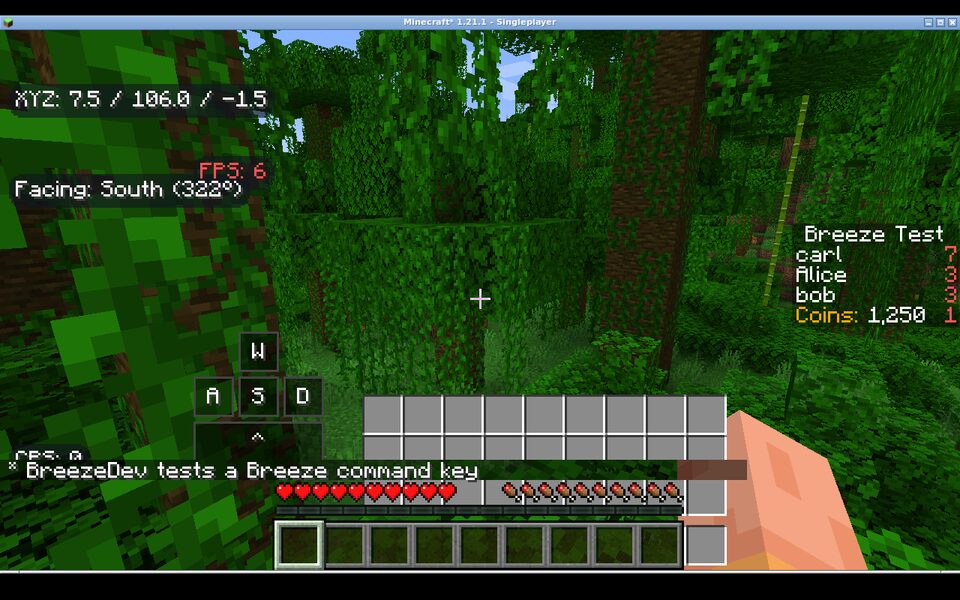 Minecraft* 1.21.1 - Singleplayer
XYZ: 7.5 / 106.0 / -1.5
FPS: 6
Facing: South (322º)
Breeze Test
carl 7
Alice 3
bob 3
Coins: 1,250 1
W
A S D
^
CPS: 0
* BreezeDev tests a Breeze command key